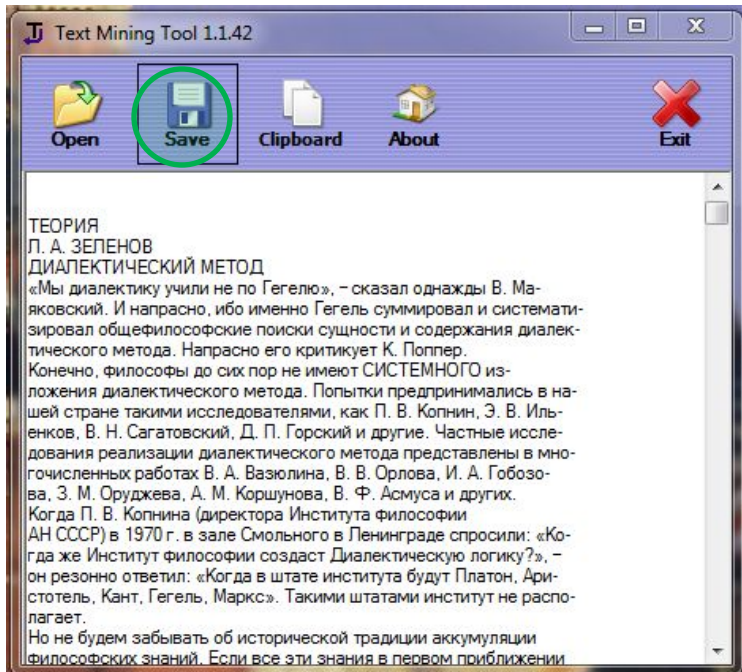 Text Mining Tool 1.1.42
Open Save Clipboard About Exit
ТЕОРИЯ
Л. А. ЗЕЛЕНОВ
ДИАЛЕКТИЧЕСКИЙ МЕТОД
«Мы диалектику учили не по Гегелю», – сказал однажды В. Ма-
яковский. И напрасно, ибо именно Гегель суммировал и системати-
зировал общефилософские поиски сущности и содержания диалек-
тического метода. Напрасно его критикует К. Поппер.
Конечно, философы до сих пор не имеют СИСТЕМНОГО из-
ложения диалектического метода. Попытки предпринимались в на-
шей стране такими исследователями, как П. В. Копнин, Э. В. Иль-
енков, В. Н. Сагатовский, Д. П. Горский и другие. Частные иссле-
дования реализации диалектического метода представлены в мно-
гочисленных работах В. А. Вазюлина, В. В. Орлова, И. А. Гобозо-
ва, З. М. Оруджева, А. М. Коршунова, В. Ф. Асмуса и других.
Когда П. В. Копнина (директора Института философии
АН СССР) в 1970 г. в зале Смольного в Ленинграде спросили: «Ко-
гда же Институт философии создаст Диалектическую логику?», –
он резонно ответил: «Когда в штате института будут Платон, Ари-
стотель, Кант, Гегель, Маркс». Такими штатами институт не распо-
лагает.
Но не будем забывать об исторической традиции аккумуляции
философских знаний. Если все эти знания в первом приближении